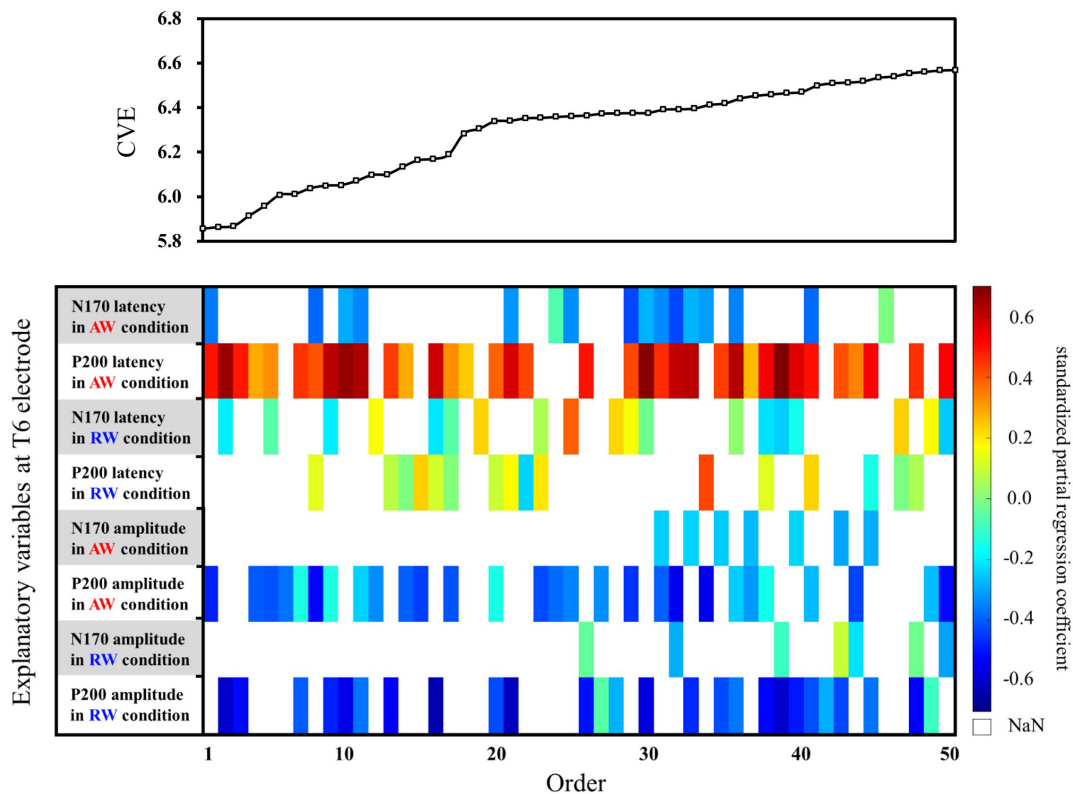 6.8
6.6
6.4
6.2
6.0
5.8
CVE
Explanatory variables at T6 electrode
N170 latency
in AW condition
P200 latency
in AW condition
N170 latency
in RW condition
P200 latency
in RW condition
N170 amplitude
in AW condition
P200 amplitude
in AW condition
N170 amplitude
in RW condition
P200 amplitude
in RW condition
1
10
20
30
40
50
Order
0.6
0.4
0.2
0.0
-0.2
-0.4
-0.6
standardized partial regression coefficient
NaN